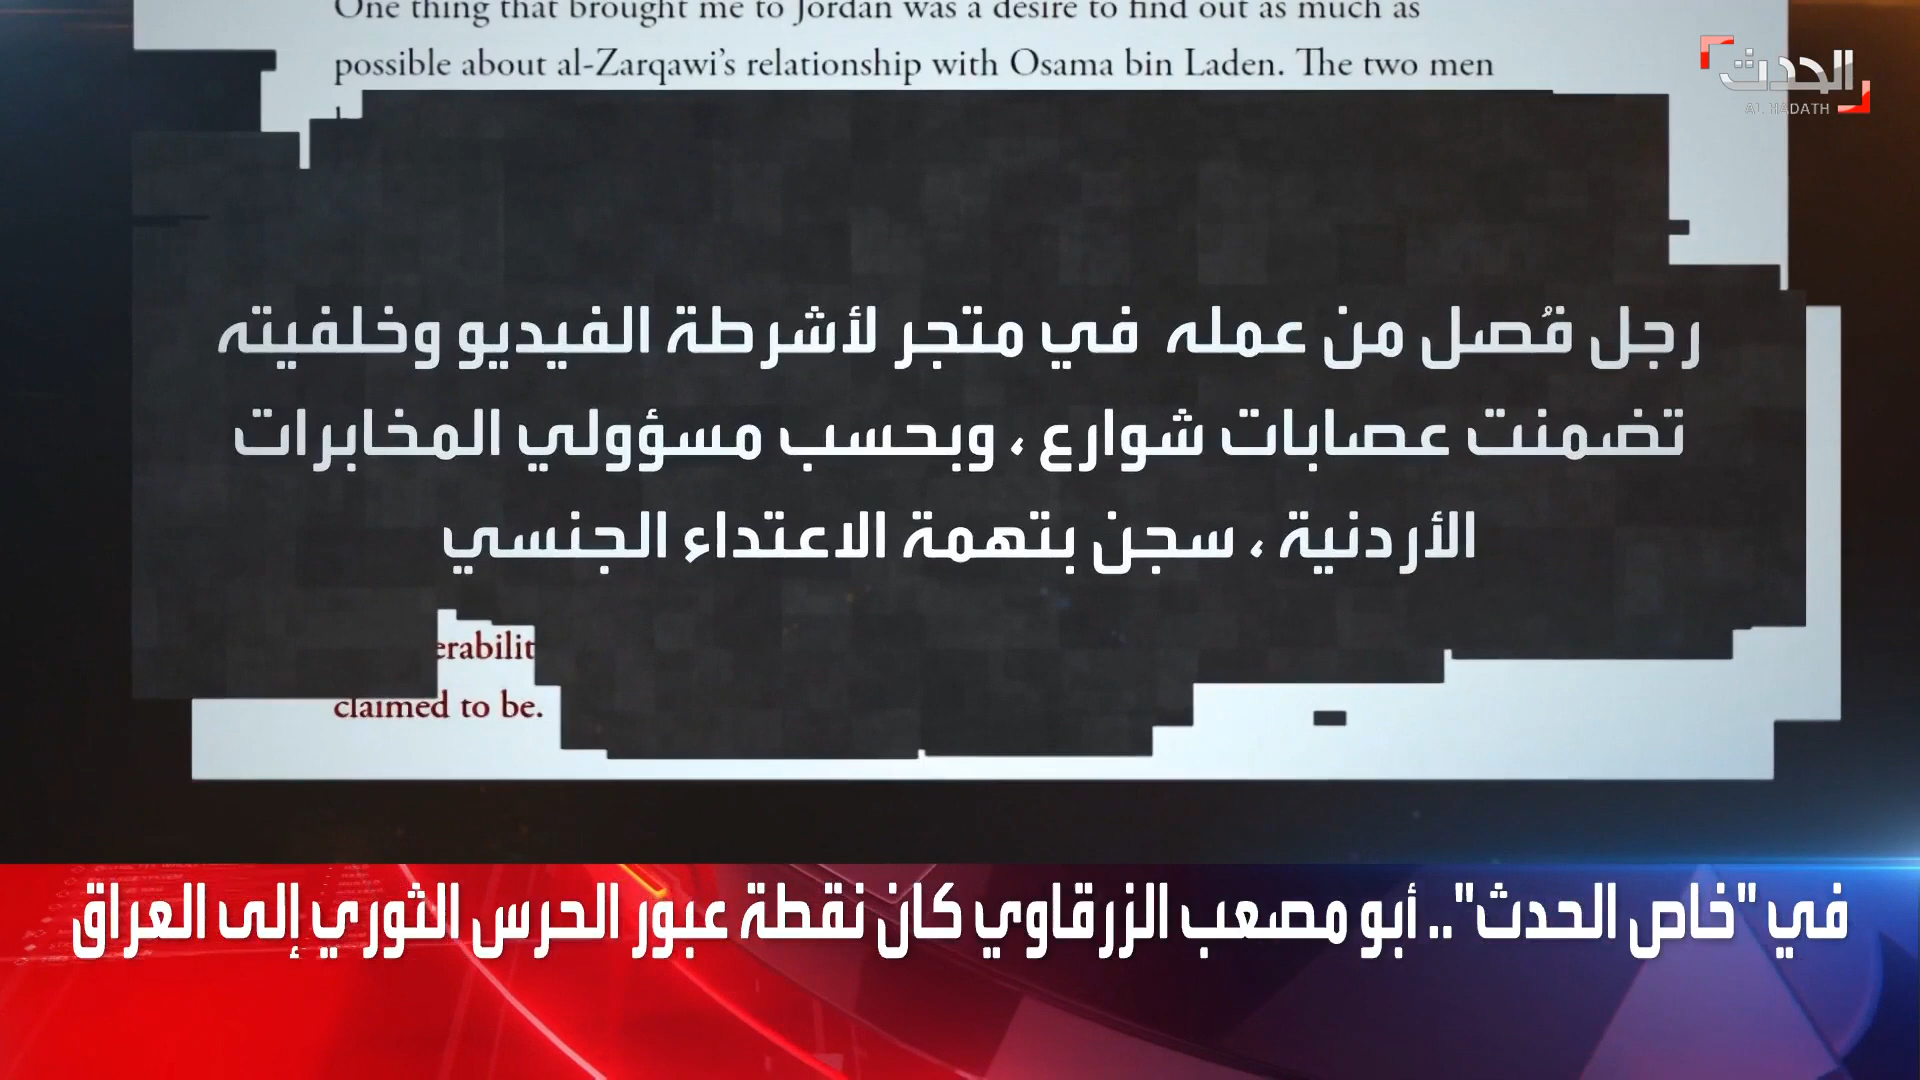 One thing that brought me to Jordan was a desire to find out as much as
possible about al-Zarqawi's relationship with Osama bin Laden. The two men
الحدث
AL HADATH
رجل فُصل من عمله في متجر لأشرطة الفيديو وخلفيته
تضمنت عصابات شوارع ، وبحسب مسؤولي المخابرات
الأردنية ، سجن بتهمة الاعتداء الجنسي
erabilit
claimed to be.
في "خاص الحدث" .. أبو مصعب الزرقاوي كان نقطة عبور الحرس الثوري إلى العراق